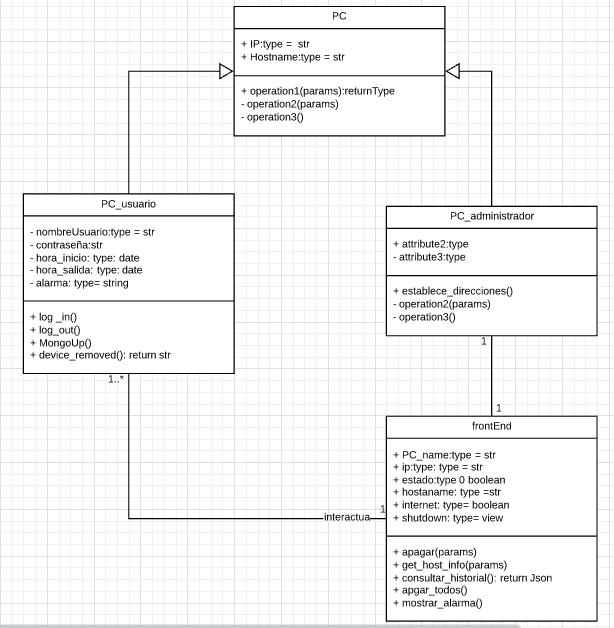 PC
+ IP:type =  str
+ Hostname:type = str
+ operation1(params):returnType
- operation2(params)
- operation3()
PC_usuario
- nombreUsuario:type = str
- contraseña:str
- hora_inicio: type: date
- hora_salida: type: date
- alarma: type= string
+ log _in()
+ log_out()
+ MongoUp()
+ device_removed(): return str
1..*
PC_administrador
+ attribute2:type
- attribute3:type
+ establece_direcciones()
- operation2(params)
- operation3()
1
1
frontEnd
+ PC_name:type = str
+ ip:type: type = str
+ estado:type 0 boolean
+ hostaname: type =str
+ internet: type= boolean
+ shutdown: type= view
1
interactua
+ apagar(params)
+ get_host_info(params)
+ consultar_historial(): return Json
+ apgar_todos()
+ mostrar_alarma()